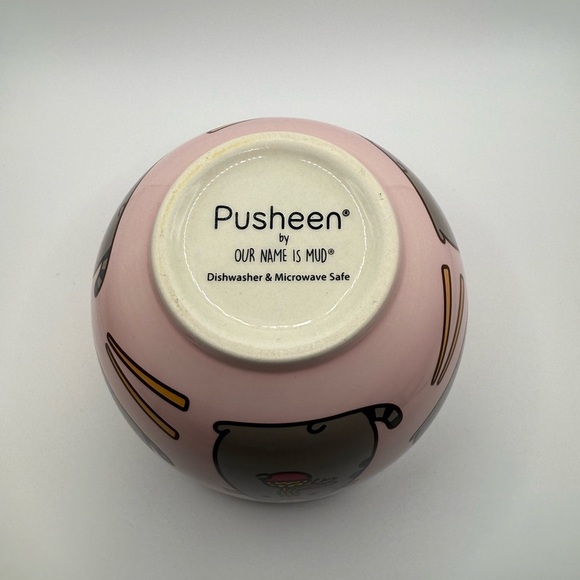 Pusheen®
by
OUR NAME IS MUD®
Dishwasher & Microwave Safe